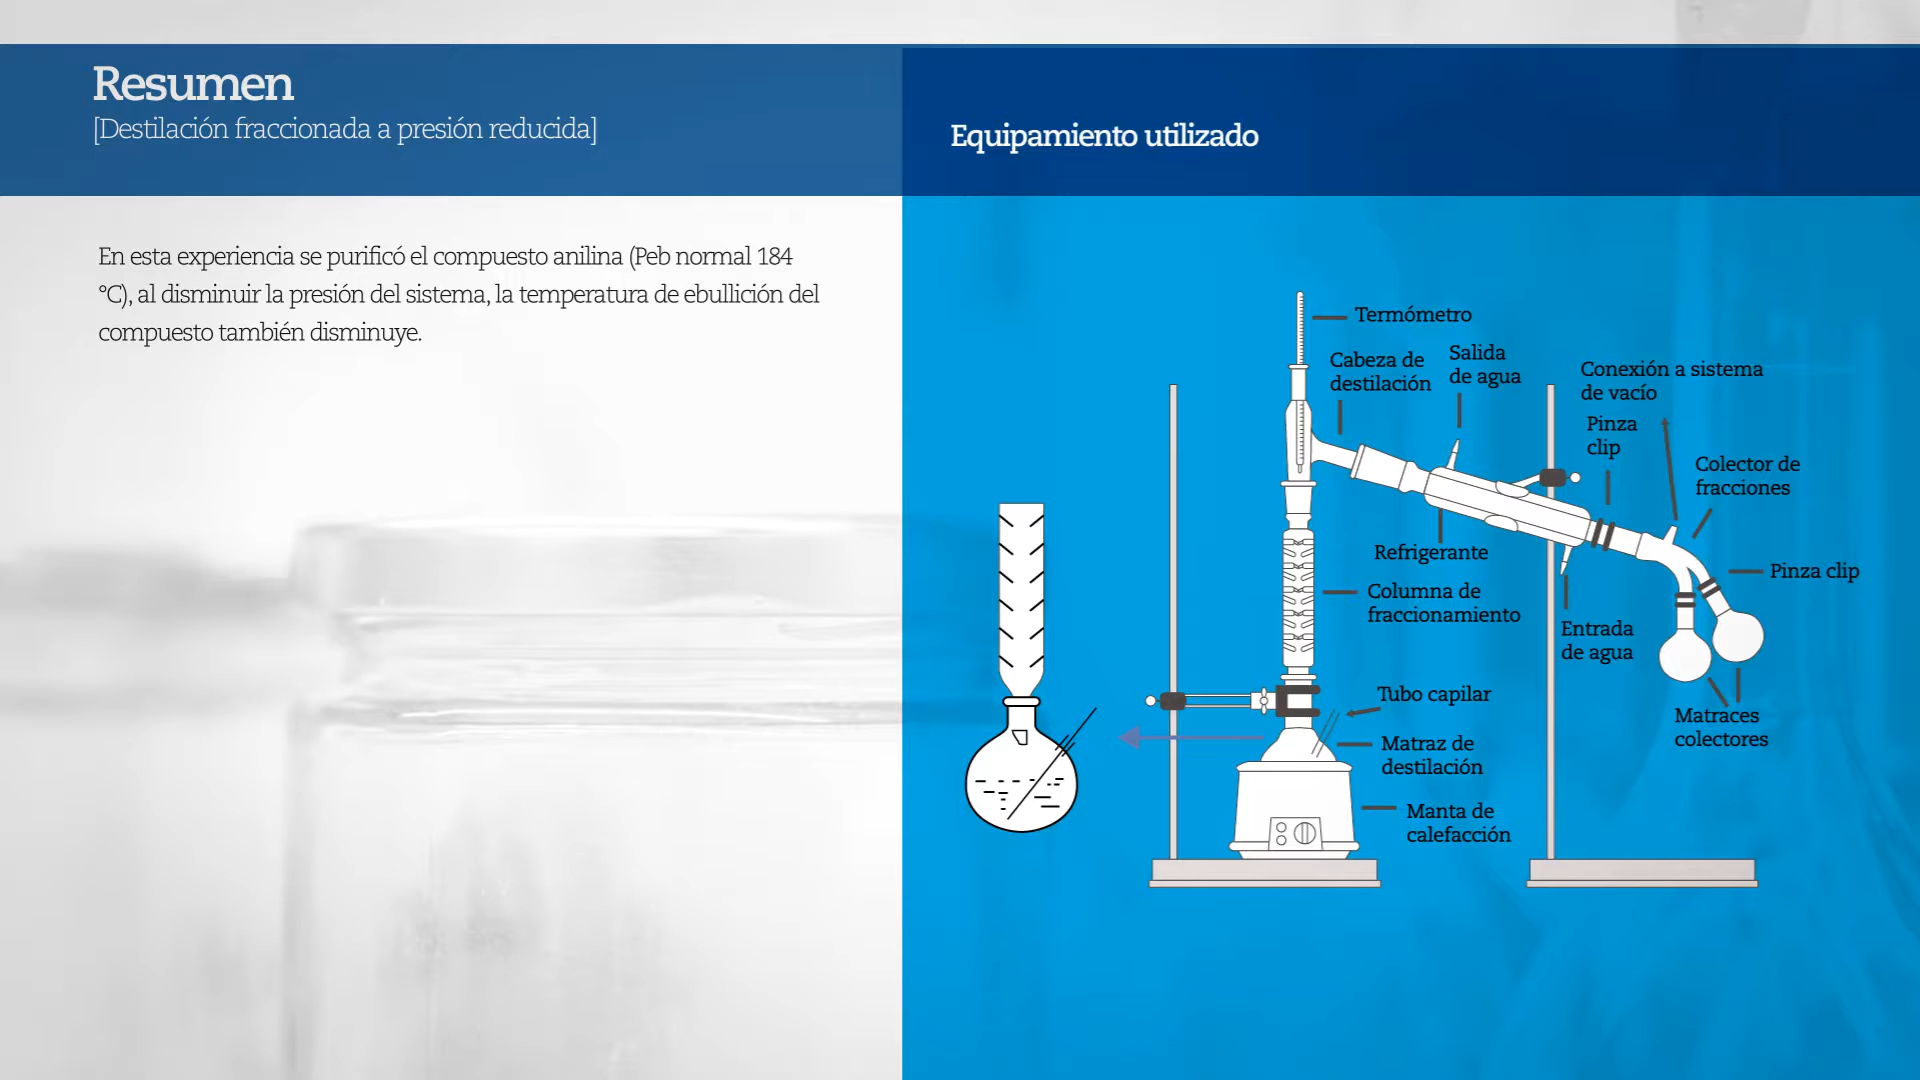 Resumen
[Destilación fraccionada a presión reducida]
Equipamiento utilizado
En esta experiencia se purificó el compuesto anilina (Peb normal 184
°C), al disminuir la presión del sistema, la temperatura de ebullición del
compuesto también disminuye.
Termómetro
Cabeza de
destilación
Salida
de agua
Conexión a sistema
de vacío
Pinza
clip
Colector de
fracciones
Refrigerante
Pinza clip
Columna de
fraccionamiento
Entrada
de agua
Tubo capilar
Matraces
colectores
Matraz de
destilación
Manta de
calefacción